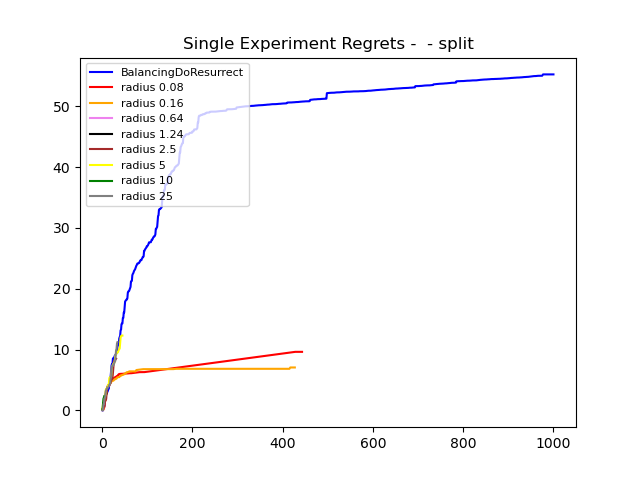 Single Experiment Regrets -  - split
BalancingDoResurrect
radius 0.08
radius 0.16
radius 0.64
radius 1.24
radius 2.5
radius 5
radius 10
radius 25
50
40
30
20
10
0
0 200 400 600 800 1000